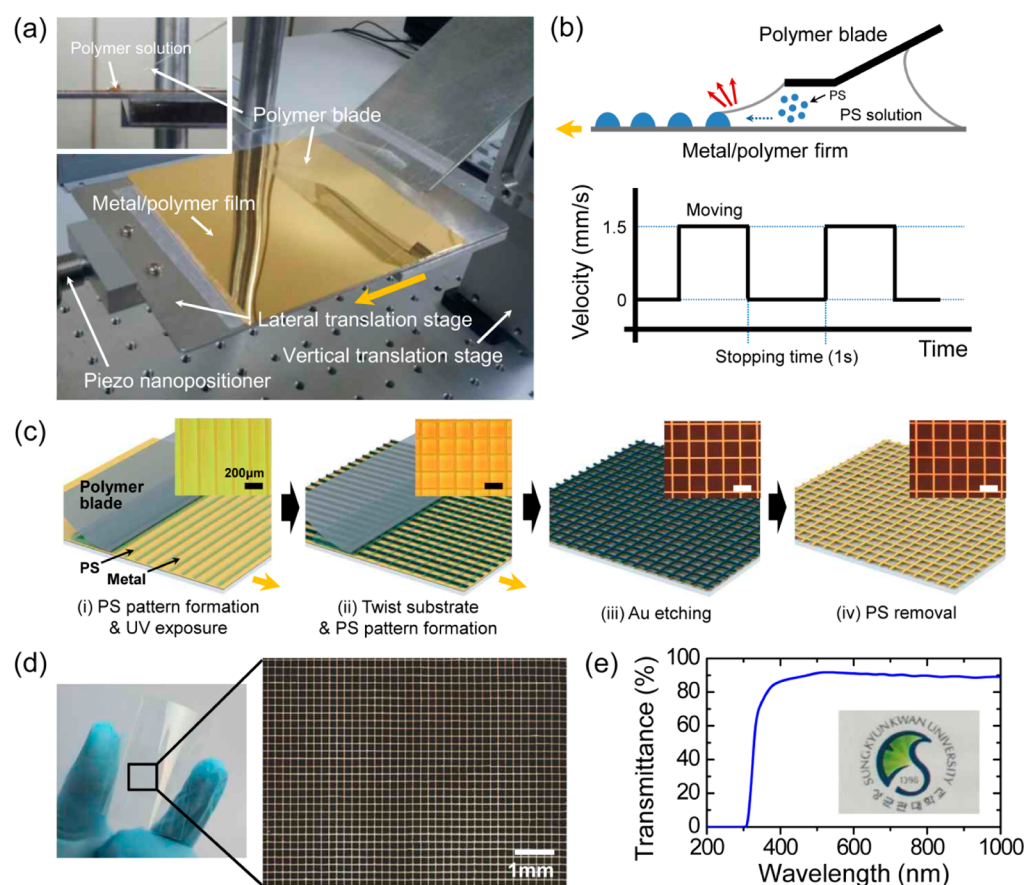 (a)
Polymer solution
Polymer blade
Metal/polymer film
Lateral translation stage
Vertical translation stage
Piezo nanopositioner
(b)
Polymer blade
PS
PS solution
Metal/polymer firm
Velocity (mm/s)
1.5
0
Moving
Stopping time (1s)
Time
(c)
Polymer
blade
PS
Metal
200μm
(i) PS pattern formation
& UV exposure
(ii) Twist substrate
& PS pattern formation
(iii) Au etching
(iv) PS removal
(d)
1mm
(e)
Transmittance (%)
100
80
60
40
20
0
200
400
600
800
1000
Wavelength (nm)
SUNGKYUNKWAN UNIVERSITY
1398